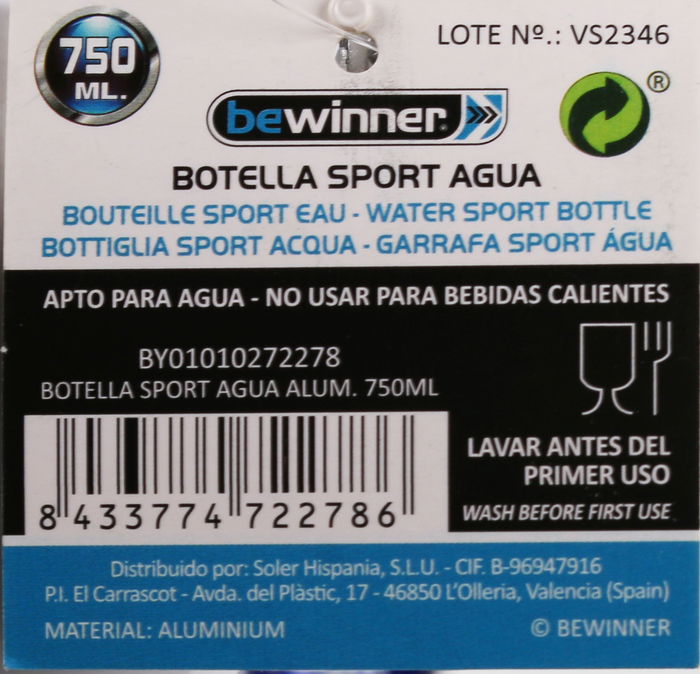 750
ML.
LOTE Nº.: VS2346
bewinner®
®
BOTELLA SPORT AGUA
BOUTEILLE SPORT EAU - WATER SPORT BOTTLE
BOTTIGLIA SPORT ACQUA - GARRAFA SPORT ÁGUA
APTO PARA AGUA - NO USAR PARA BEBIDAS CALIENTES
BY01010272278
BOTELLA SPORT AGUA ALUM. 750ML
8 433774 722786
LAVAR ANTES DEL
PRIMER USO
WASH BEFORE FIRST USE
Distribuido por: Soler Hispania, S.L.U. - CIF. B-96947916
P.I. El Carrascot - Avda. del Plàstic, 17 - 46850 L'Olleria, Valencia (Spain)
MATERIAL: ALUMINIUM
© BEWINNER